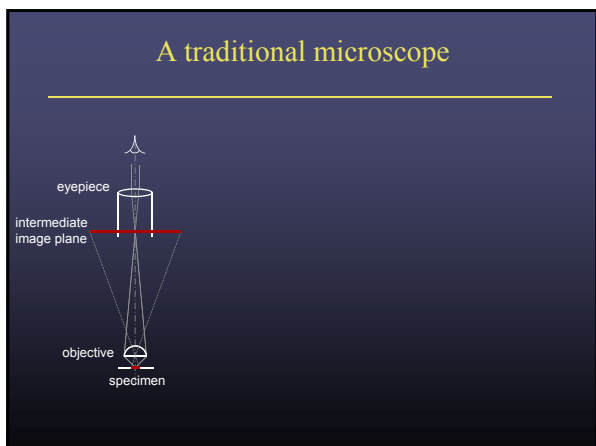 A traditional microscope
eyepiece
intermediate
image plane
objective
specimen